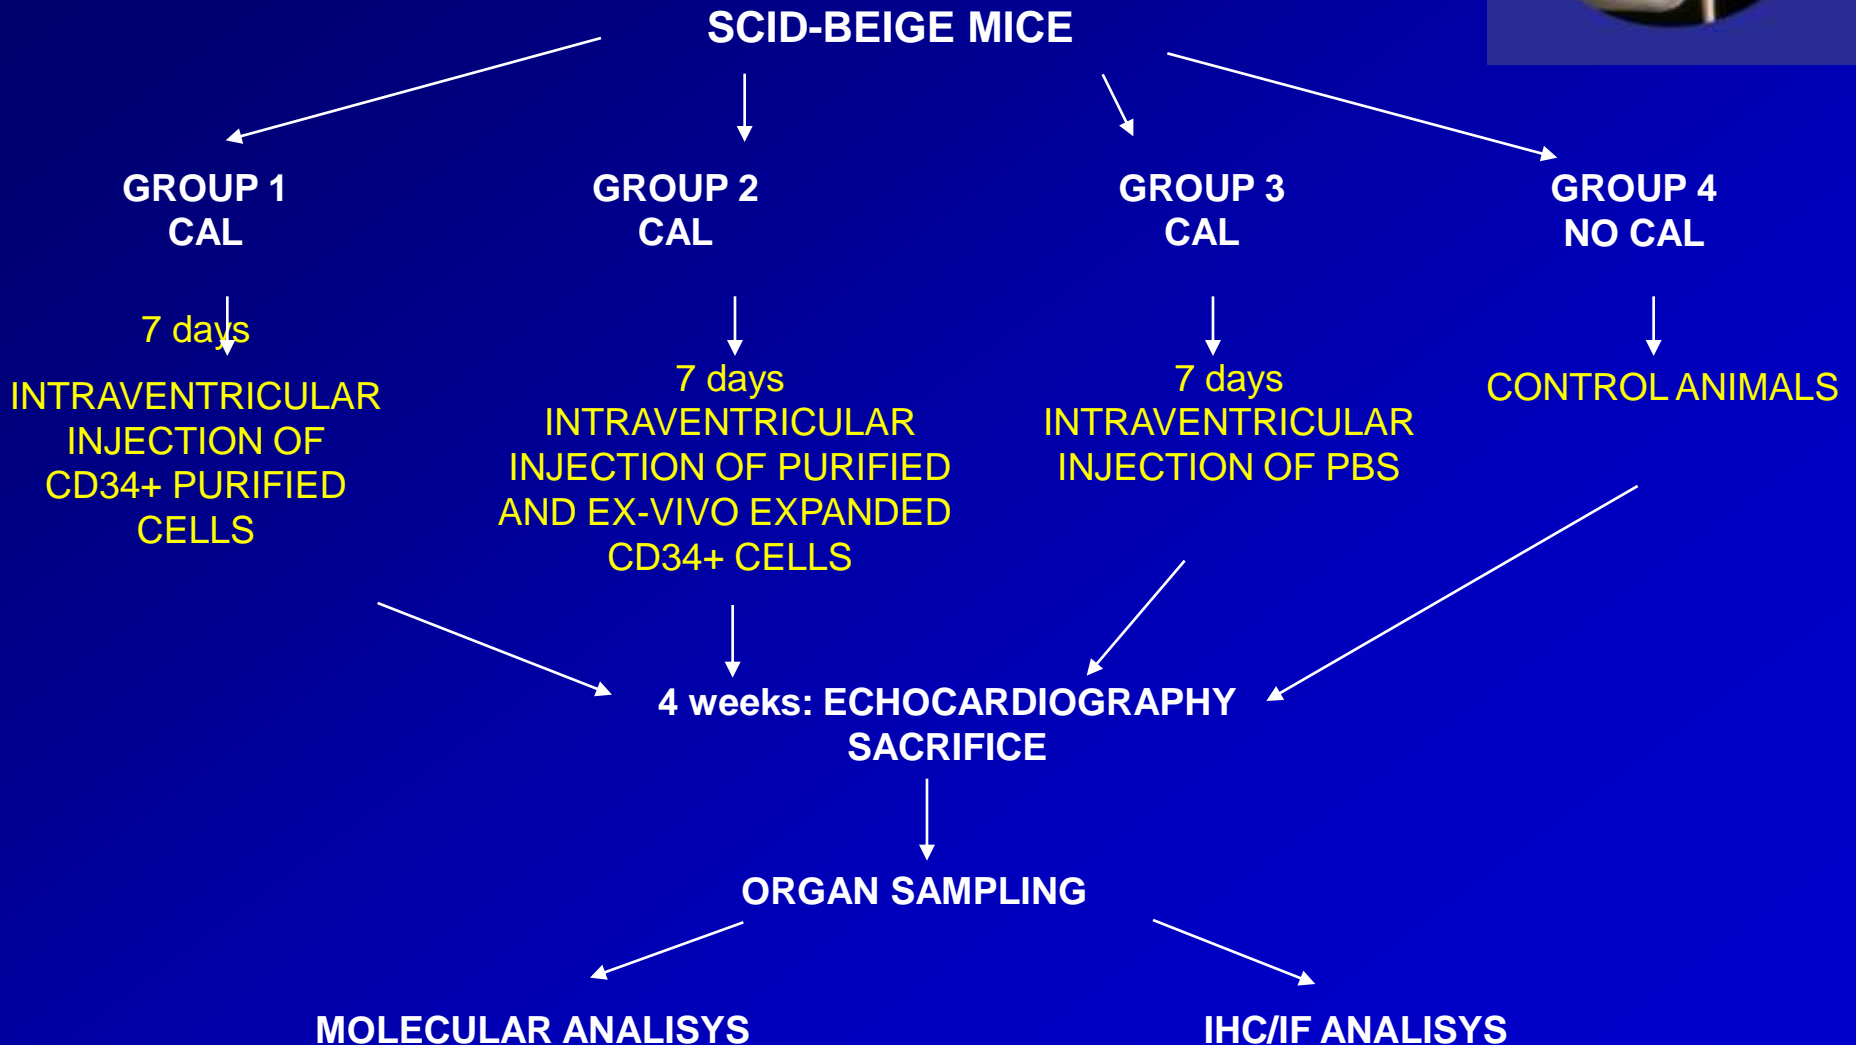 SCID-BEIGE MICE
GROUP 1
CAL
GROUP 2
CAL
GROUP 3
CAL
GROUP 4
NO CAL
7 days
INTRAVENTRICULAR
INJECTION OF
CD34+ PURIFIED
CELLS
7 days
INTRAVENTRICULAR
INJECTION OF PURIFIED
AND EX-VIVO EXPANDED
CD34+ CELLS
7 days
INTRAVENTRICULAR
INJECTION OF PBS
CONTROL ANIMALS
4 weeks: ECHOCARDIOGRAPHY
SACRIFICE
ORGAN SAMPLING
MOLECULAR ANALISYS
IHC/IF ANALISYS